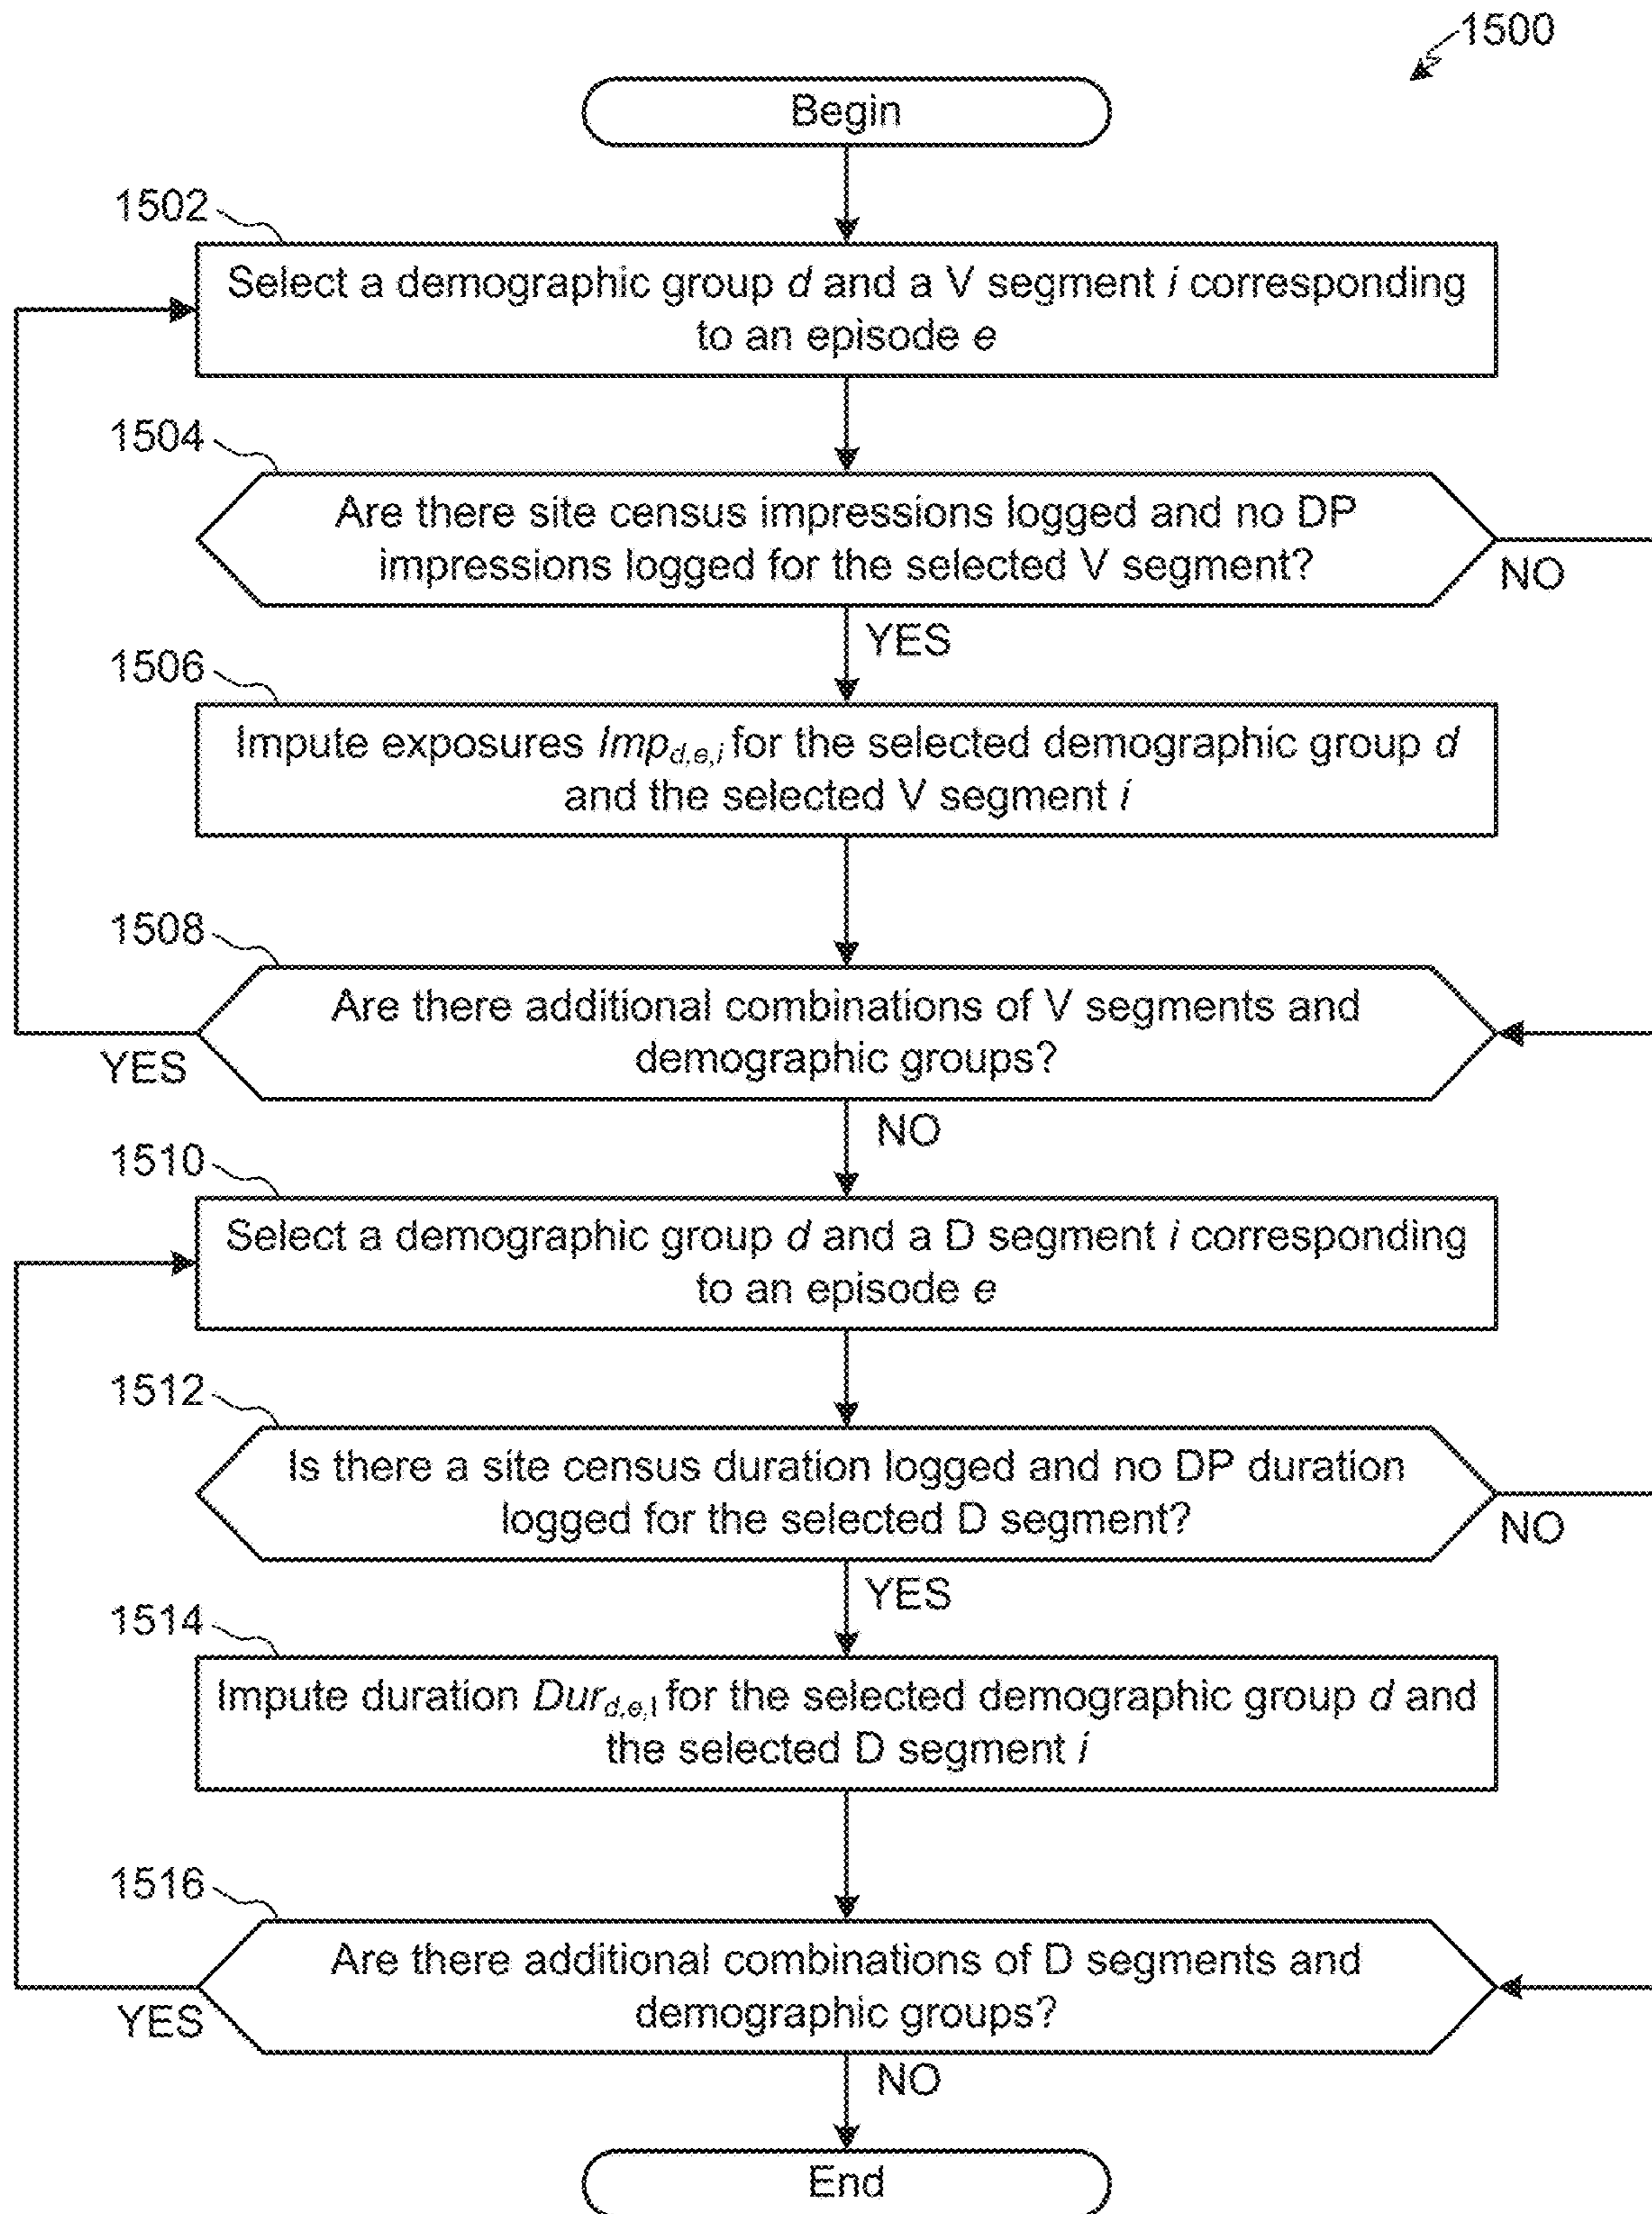 1500
Begin
1502
Select a demographic group d and a V segment i corresponding
to an episode e
1504
Are there site census impressions logged and no DP
impressions logged for the selected V segment?
NO
YES
1506
Impute exposures Imp_d,e,i for the selected demographic group d
and the selected V segment i
1508
Are there additional combinations of V segments and
demographic groups?
YES
NO
1510
Select a demographic group d and a D segment i corresponding
to an episode e
1512
Is there a site census duration logged and no DP duration
logged for the selected D segment?
NO
YES
1514
Impute duration Dur_d,e,i for the selected demographic group d and
the selected D segment i
1516
Are there additional combinations of D segments and
demographic groups?
YES
NO
End